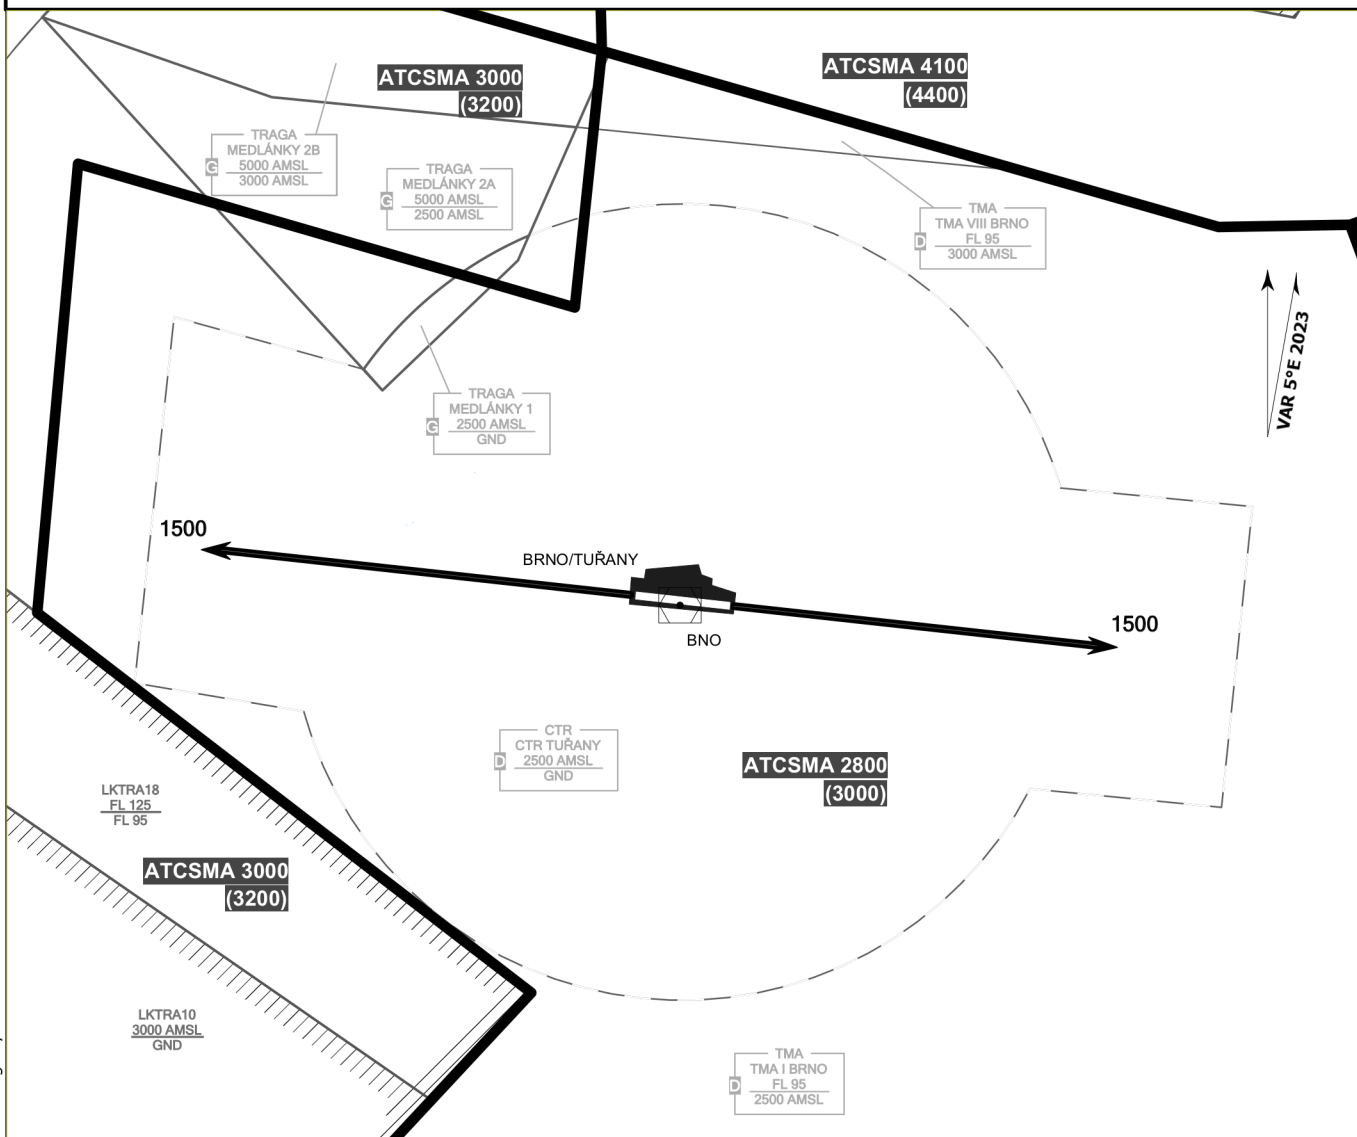 ATCSMA 3000
(3200)
ATCSMA 4100
(4400)
TRAGA
MEDLÁNKY 2B
G
5000 AMSL
3000 AMSL
TRAGA
MEDLÁNKY 2A
G
5000 AMSL
2500 AMSL
TMA
TMA VIII BRNO
D
FL 95
3000 AMSL
VAR 5°E 2023
TRAGA
MEDLÁNKY 1
G
2500 AMSL
GND
1500
BRNO/TUŘANY
BNO
1500
CTR
CTR TUŘANY
D
2500 AMSL
GND
ATCSMA 2800
(3000)
LKTRA18
FL 125
FL 95
ATCSMA 3000
(3200)
LKTRA10
3000 AMSL
GND
TMA
TMA I BRNO
D
FL 95
2500 AMSL